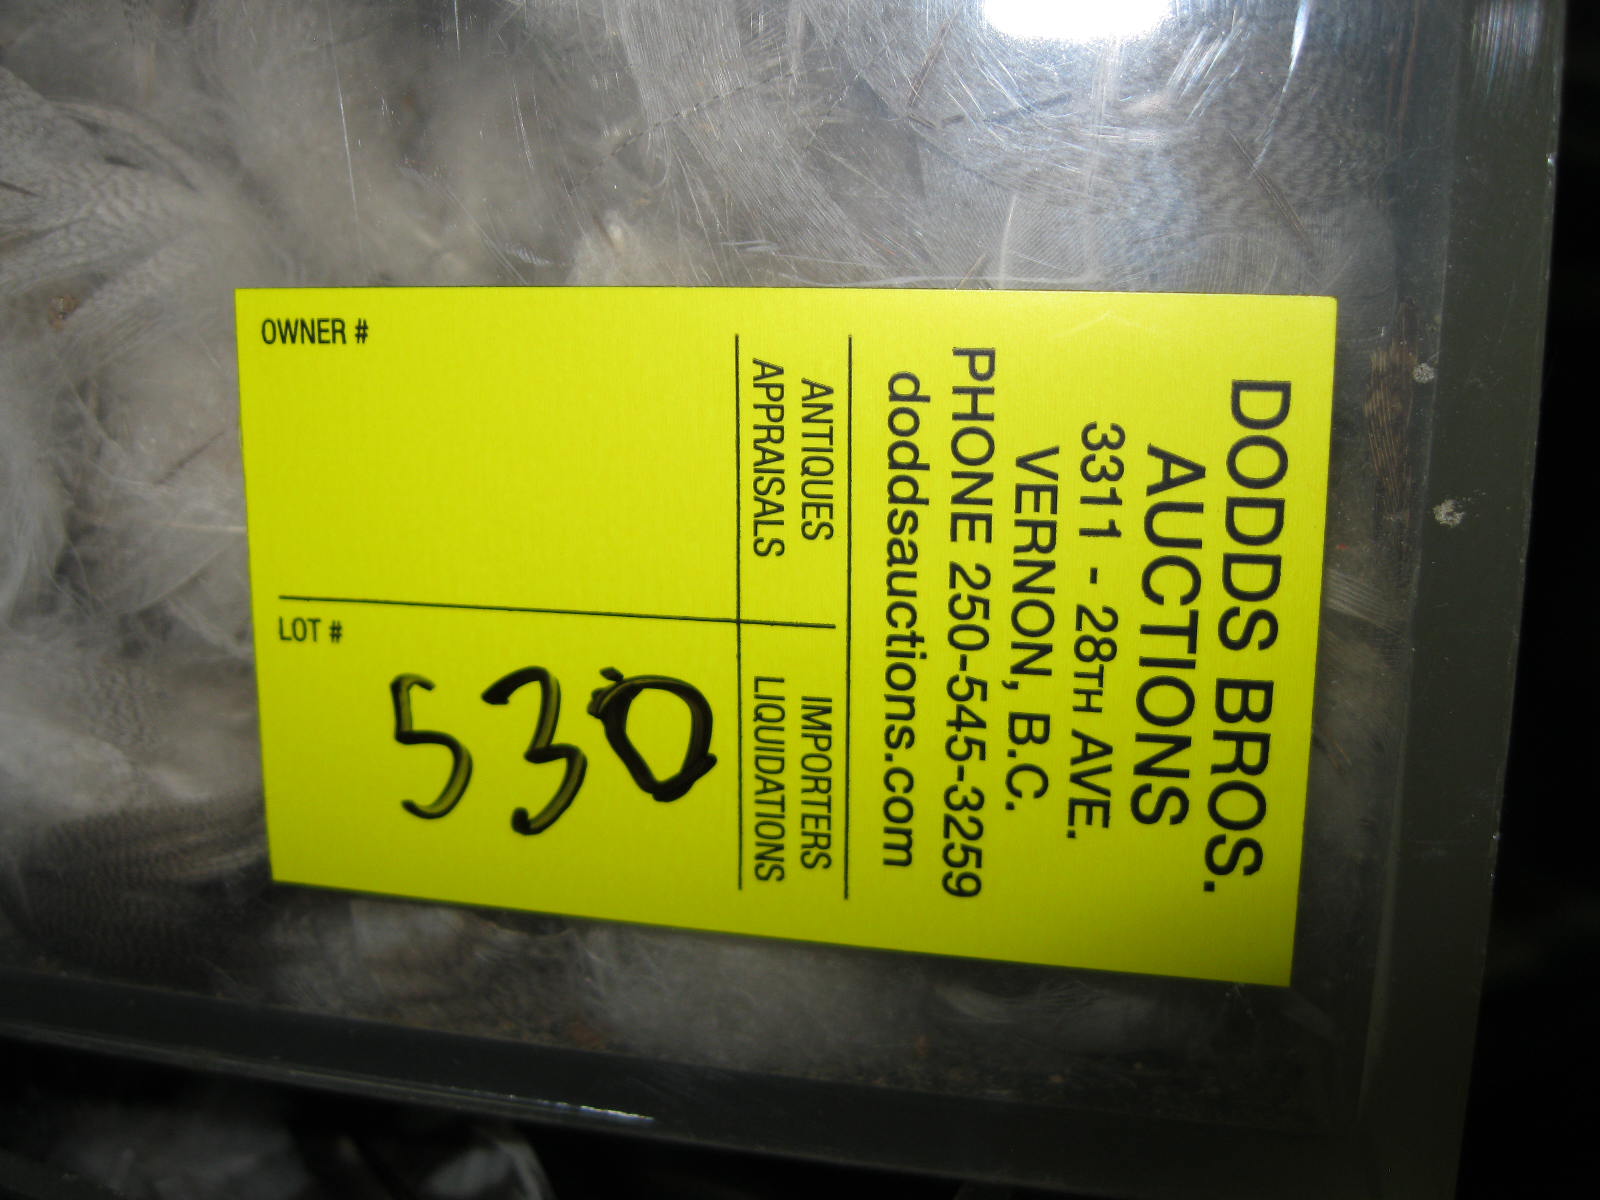 DODDS BROS.
AUCTIONS
3311 - 28TH AVE.
VERNON, B.C.
PHONE 250-545-3259
doddsauctions.com
ANTIQUES IMPORTERS
APPRAISALS LIQUIDATIONS
OWNER #
LOT #
530